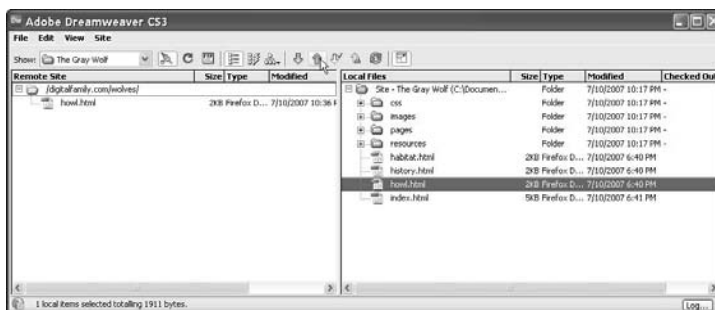 Adobe Dreamweaver CS3
File Edit View Site
Show: The Gray Wolf
Remote Site Size Type Modified
/digitalfamily.com/wolves/
howl.html 2KB Firefox D... 7/10/2007 10:36
Local Files Size Type Modified Checked Out
Site - The Gray Wolf (C:\Documen... Folder 7/10/2007 10:17 PM -
css Folder 7/10/2007 10:17 PM -
images Folder 7/10/2007 10:17 PM -
pages Folder 7/10/2007 10:17 PM -
resources Folder 7/10/2007 10:17 PM -
habitat.html 2KB Firefox D... 7/10/2007 6:40 PM
history.html 2KB Firefox D... 7/10/2007 6:40 PM
howl.html 2KB Firefox D... 7/10/2007 6:40 PM
index.html 5KB Firefox D... 7/10/2007 6:41 PM
1 local items selected totalling 1911 bytes.
Log...